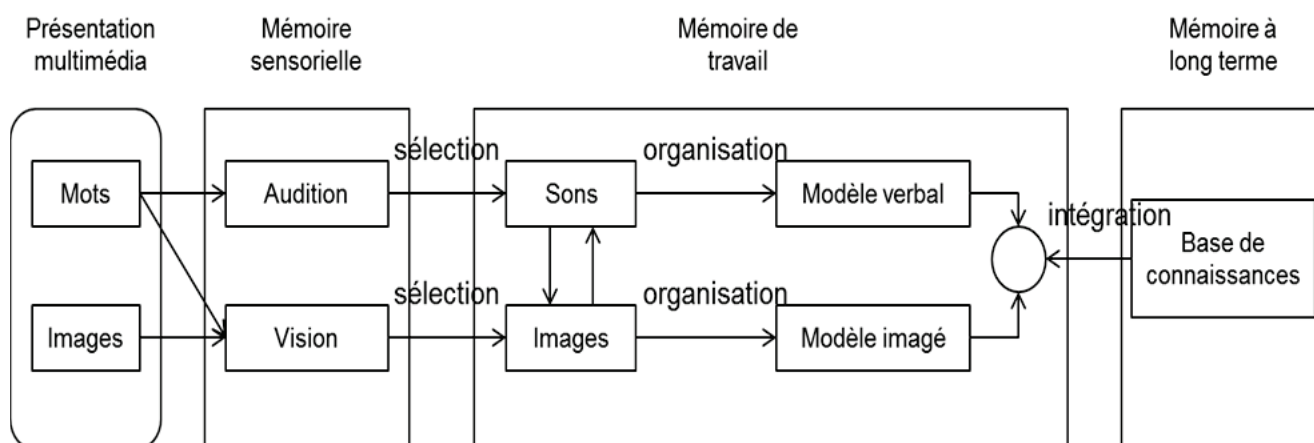 Présentation
multimédia
Mémoire
sensorielle
Mémoire de
travail
Mémoire à
long terme
Mots
Audition
sélection
Sons
organisation
Modèle verbal
intégration
Base de
connaissances
Images
Vision
sélection
Images
organisation
Modèle imagé